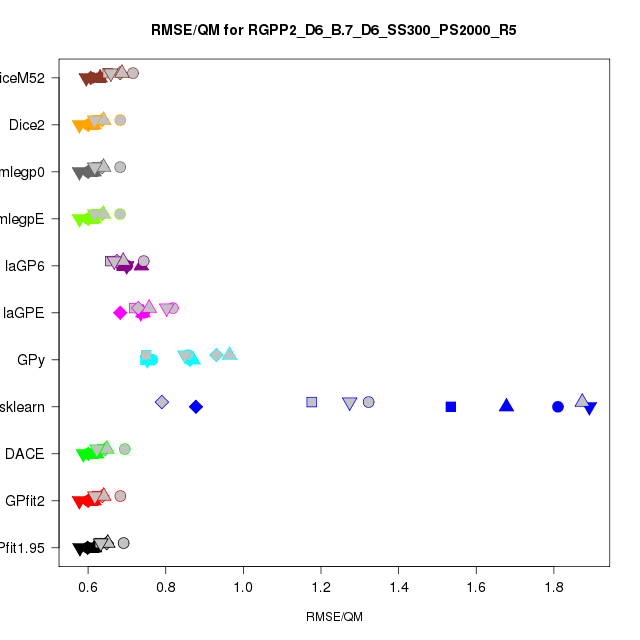 RMSE/QM for RGPP2_D6_B.7_D6_SS300_PS2000_R5
iceM52
Dice2
mlegp0
mlegpE
laGP6
laGPE
GPy
sklearn
DACE
GPfit2
Pfit1.95
0.6 0.8 1.0 1.2 1.4 1.6 1.8
RMSE/QM